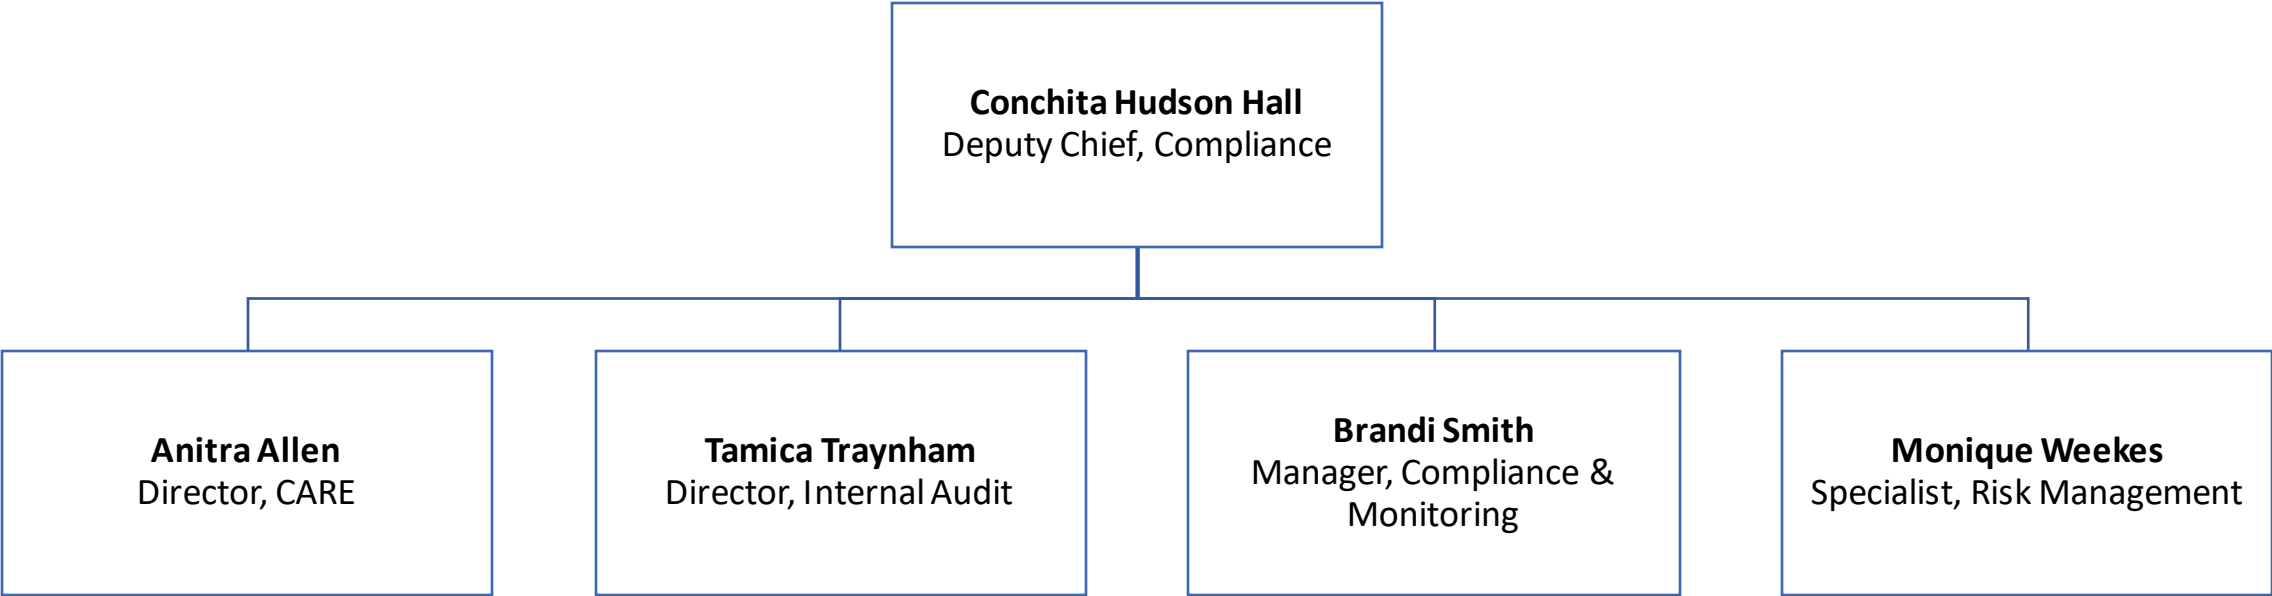 Conchita Hudson Hall
Deputy Chief, Compliance
Anitra Allen
Director, CARE
Tamica Traynham
Director, Internal Audit
Brandi Smith
Manager, Compliance &
Monitoring
Monique Weekes
Specialist, Risk Management